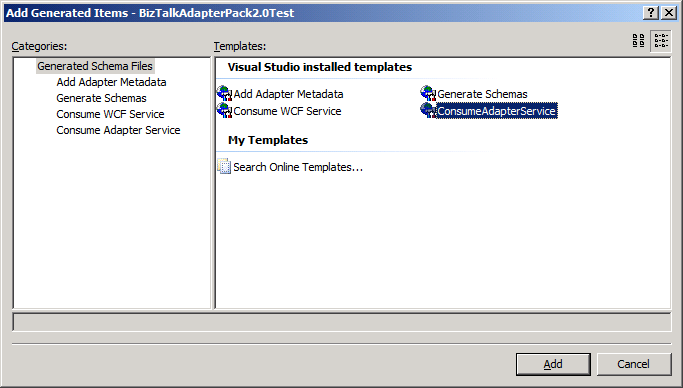 Add Generated Items - BizTalkAdapterPack2.0Test
Categories:
Templates:
Generated Schema Files
Add Adapter Metadata
Generate Schemas
Consume WCF Service
Consume Adapter Service
Visual Studio installed templates
Add Adapter Metadata
Generate Schemas
Consume WCF Service
ConsumeAdapterService
My Templates
Search Online Templates...
Add
Cancel